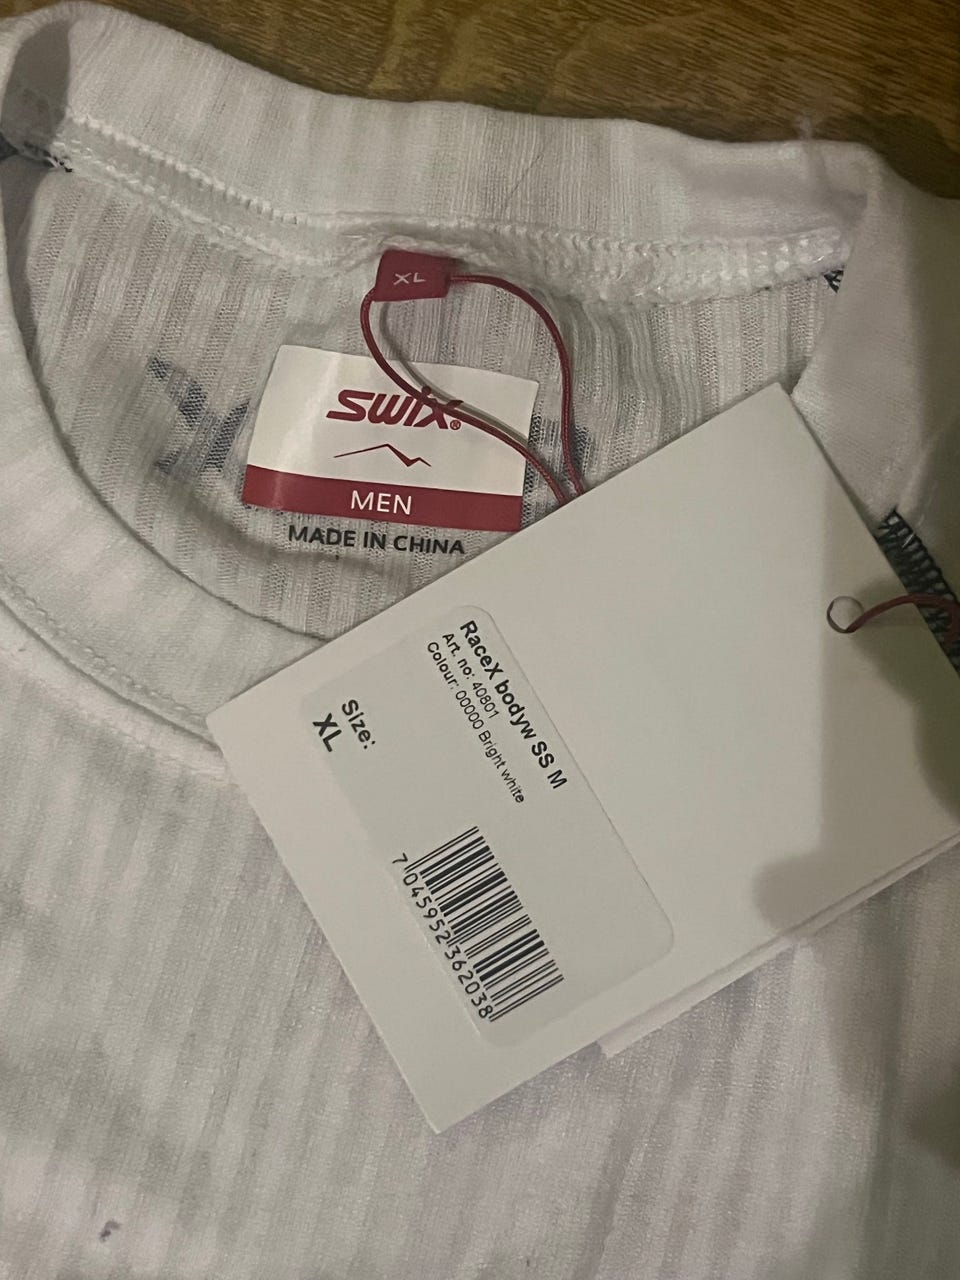 XL
SWIX®
MEN
MADE IN CHINA
RaceX bodyw SS M
Art. no: 40801
Colour: 00000 Bright white
Size:
XL
7045952362038